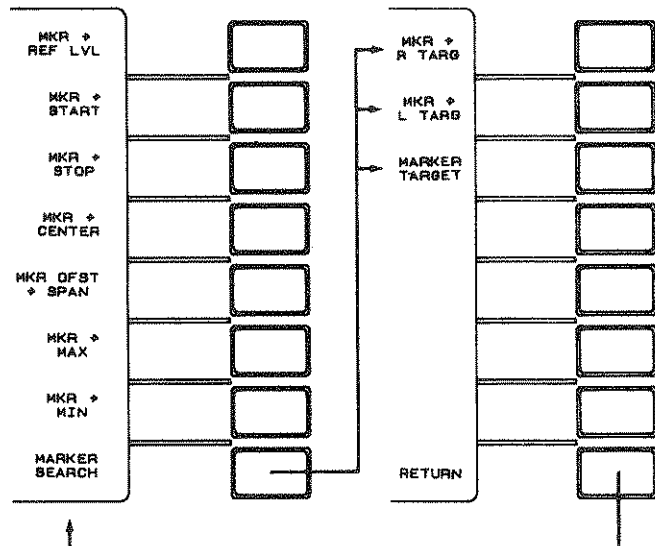 MKR →
REF LVL
MKR →
START
MKR →
STOP
MKR →
CENTER
MKR OFST
→ SPAN
MKR →
MAX
MKR →
MIN
MARKER
SEARCH
MKR →
R TARG
MKR →
L TARG
MARKER
TARGET
RETURN